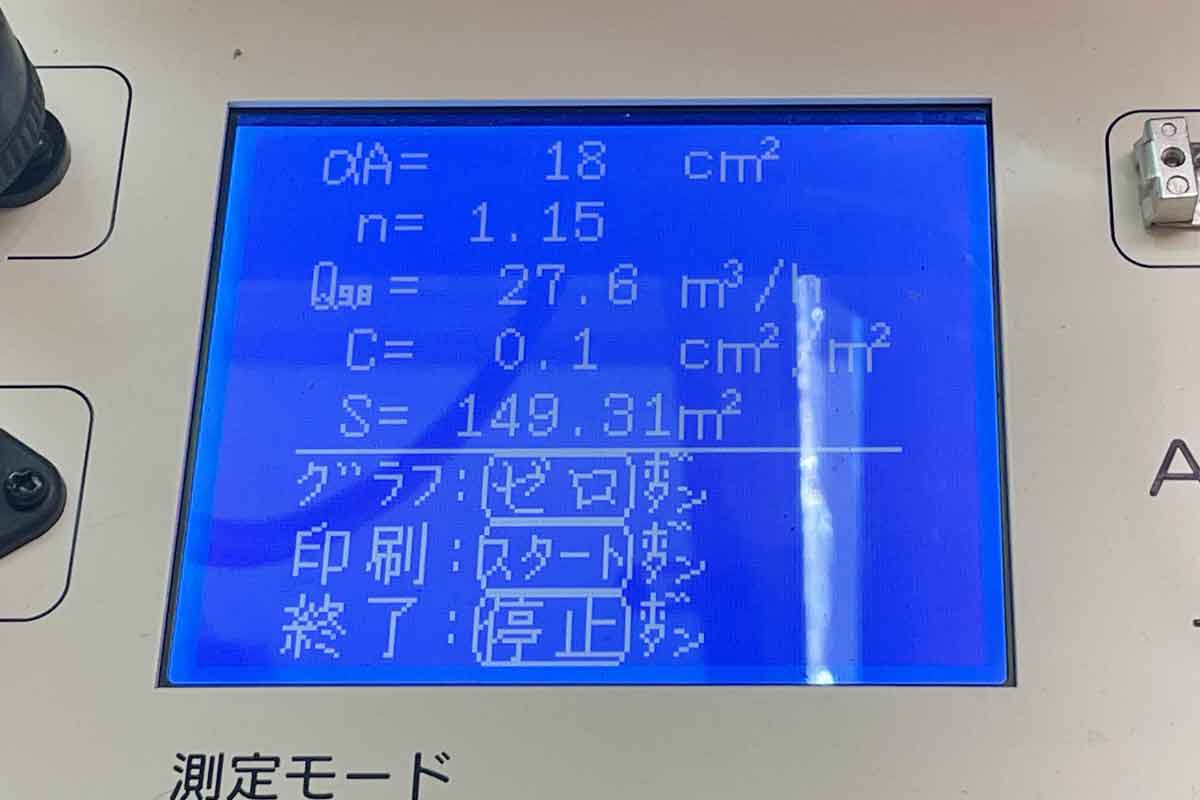 αA= 18 cm²
n= 1.15
Q9.8= 27.6 m³/h
C= 0.1 cm²/m²
S= 149.31m²
グラフ:ゼロボタン
印刷:スタートボタン
終了:停止ボタン
測定モード
A